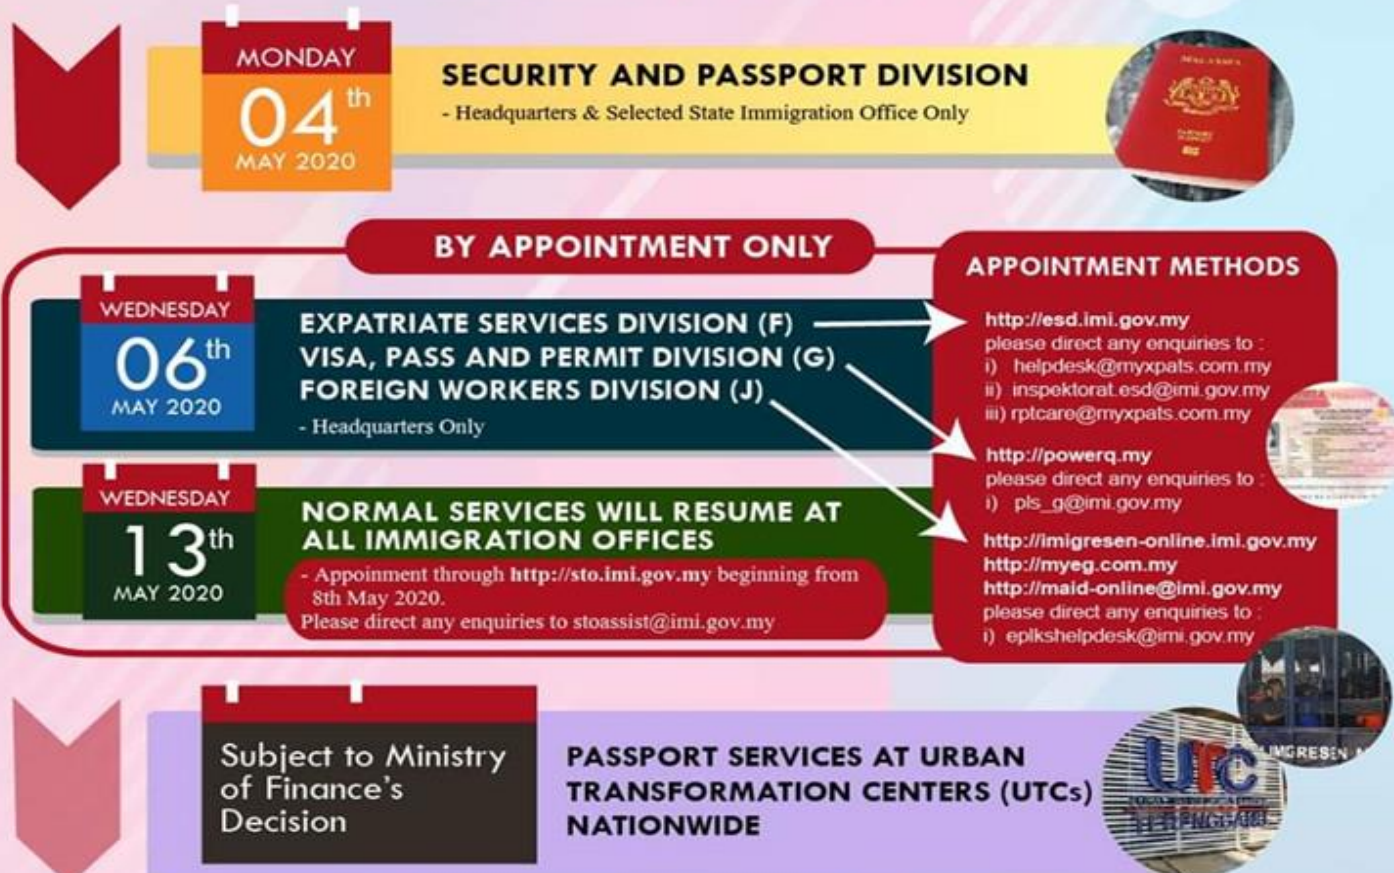 MONDAY
04th
MAY 2020
SECURITY AND PASSPORT DIVISION
- Headquarters & Selected State Immigration Office Only
MALAYSIA
BY APPOINTMENT ONLY
WEDNESDAY
06th
MAY 2020
EXPATRIATE SERVICES DIVISION (F)
VISA, PASS AND PERMIT DIVISION (G)
FOREIGN WORKERS DIVISION (J)
- Headquarters Only
WEDNESDAY
13th
MAY 2020
NORMAL SERVICES WILL RESUME AT
ALL IMMIGRATION OFFICES
- Appoinment through http://sto.imi.gov.my beginning from
8th May 2020.
Please direct any enquiries to stoassist@imi.gov.my
APPOINTMENT METHODS
http://esd.imi.gov.my
please direct any enquiries to :
i) helpdesk@myxpats.com.my
ii) inspektorat.esd@imi.gov.my
iii) rptcare@myxpats.com.my
http://powerq.my
please direct any enquiries to :
i) pls_g@imi.gov.my
http://imigresen-online.imi.gov.my
http://myeg.com.my
http://maid-online@imi.gov.my
please direct any enquiries to :
i) eplkshelpdesk@imi.gov.my
Subject to Ministry
of Finance's
Decision
PASSPORT SERVICES AT URBAN
TRANSFORMATION CENTERS (UTCs)
NATIONWIDE
UTC
IMIGRESEN